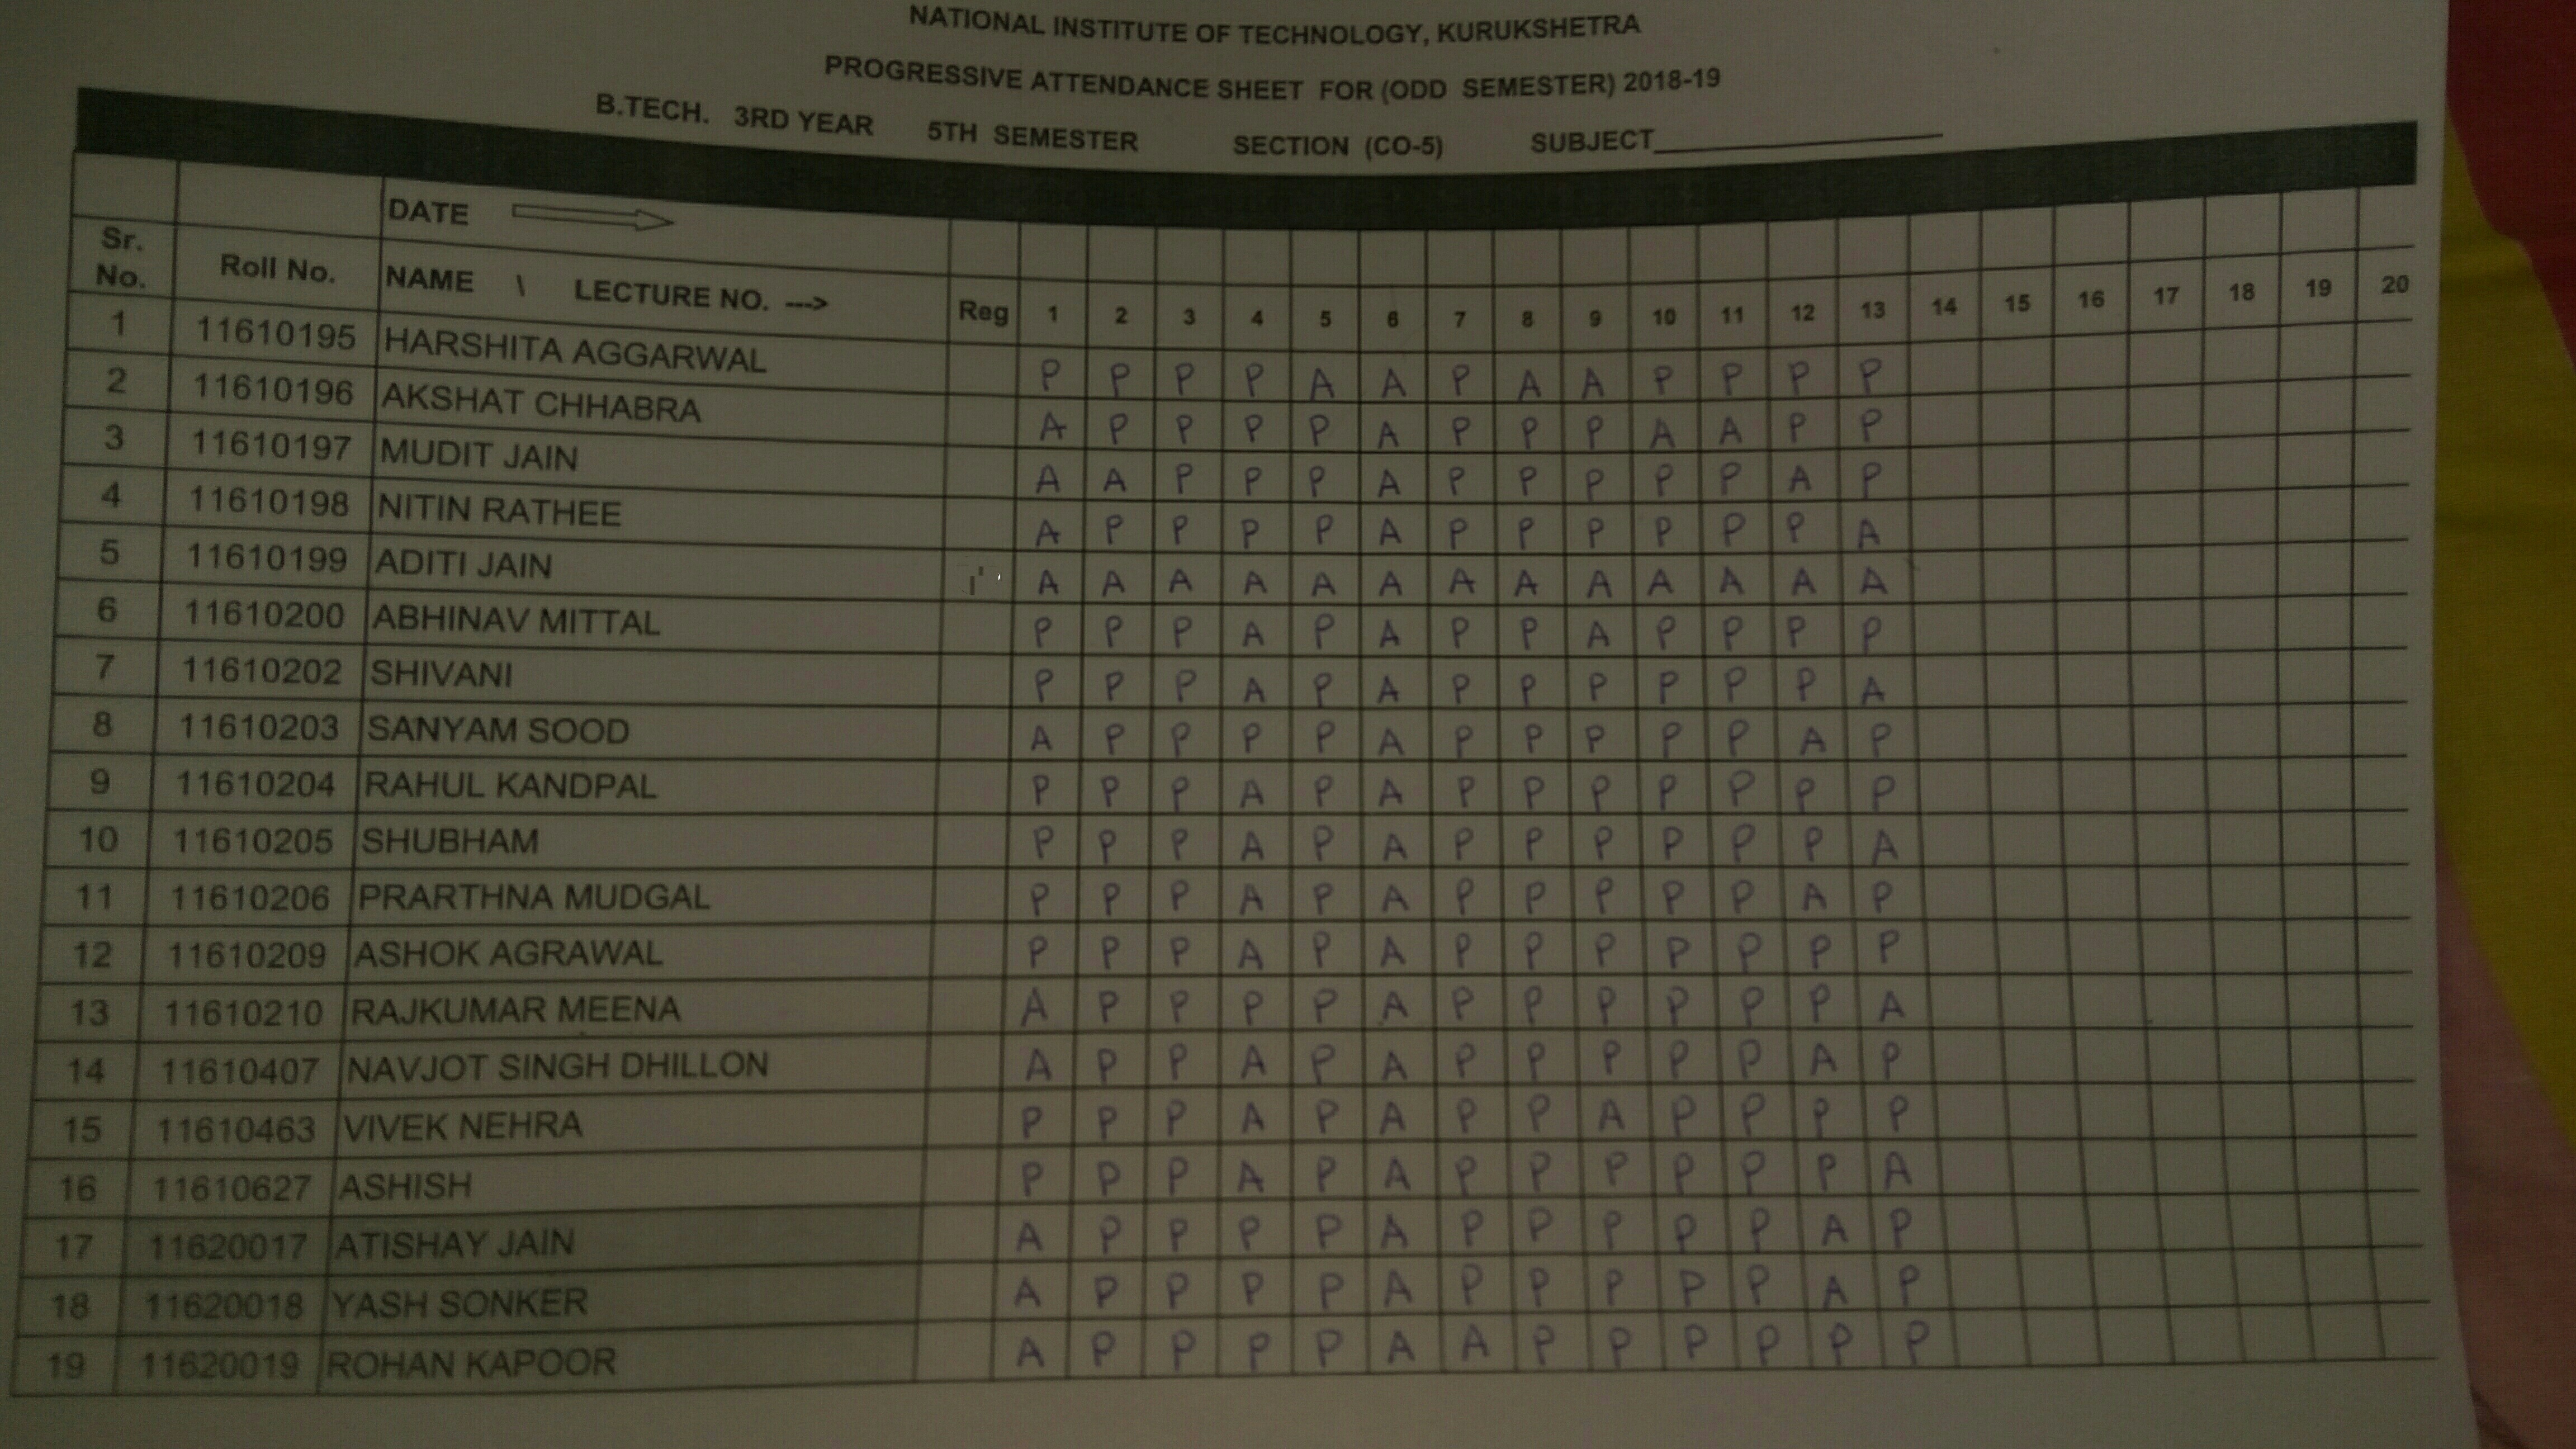 NATIONAL INSTITUTE OF TECHNOLOGY, KURUKSHETRA
PROGRESSIVE ATTENDANCE SHEET FOR (ODD SEMESTER) 2018-19
B.TECH. 3RD YEAR 5TH SEMESTER SECTION (CO-5) SUBJECT
DATE
Sr. No. Roll No. NAME \ LECTURE NO. ---> Reg 1 2 3 4 5 6 7 8 9 10 11 12 13 14 15 16 17 18 19 20
1 11610195 HARSHITA AGGARWAL P P P P A A P A A P P P P
2 11610196 AKSHAT CHHABRA A P P P P A P P P A A P P
3 11610197 MUDIT JAIN A A P P P A P P P P P A P
4 11610198 NITIN RATHEE A P P P P A P P P P P P A
5 11610199 ADITI JAIN A A A A A A A A A A A A A
6 11610200 ABHINAV MITTAL P P P A P A P P A P P P P
7 11610202 SHIVANI P P P A P A P P P P P P A
8 11610203 SANYAM SOOD A P P P P A P P P P P A P
9 11610204 RAHUL KANDPAL P P P A P A P P P P P P P
10 11610205 SHUBHAM P P P A P A P P P P P P A
11 11610206 PRARTHNA MUDGAL P P P A P A P P P P P A P
12 11610209 ASHOK AGRAWAL P P P A P A P P P P P P P
13 11610210 RAJKUMAR MEENA A P P P P A P P P P P P A
14 11610407 NAVJOT SINGH DHILLON A P P A P A P P P P P A P
15 11610463 VIVEK NEHRA P P P A P A P P A P P P P
16 11610627 ASHISH P P P A P A P P P P P P A
17 11620017 ATISHAY JAIN A P P P P A P P P P P A P
18 11620018 YASH SONKER A P P P P A P P P P P A P
19 11620019 ROHAN KAPOOR A P P P P A A P P P P P P